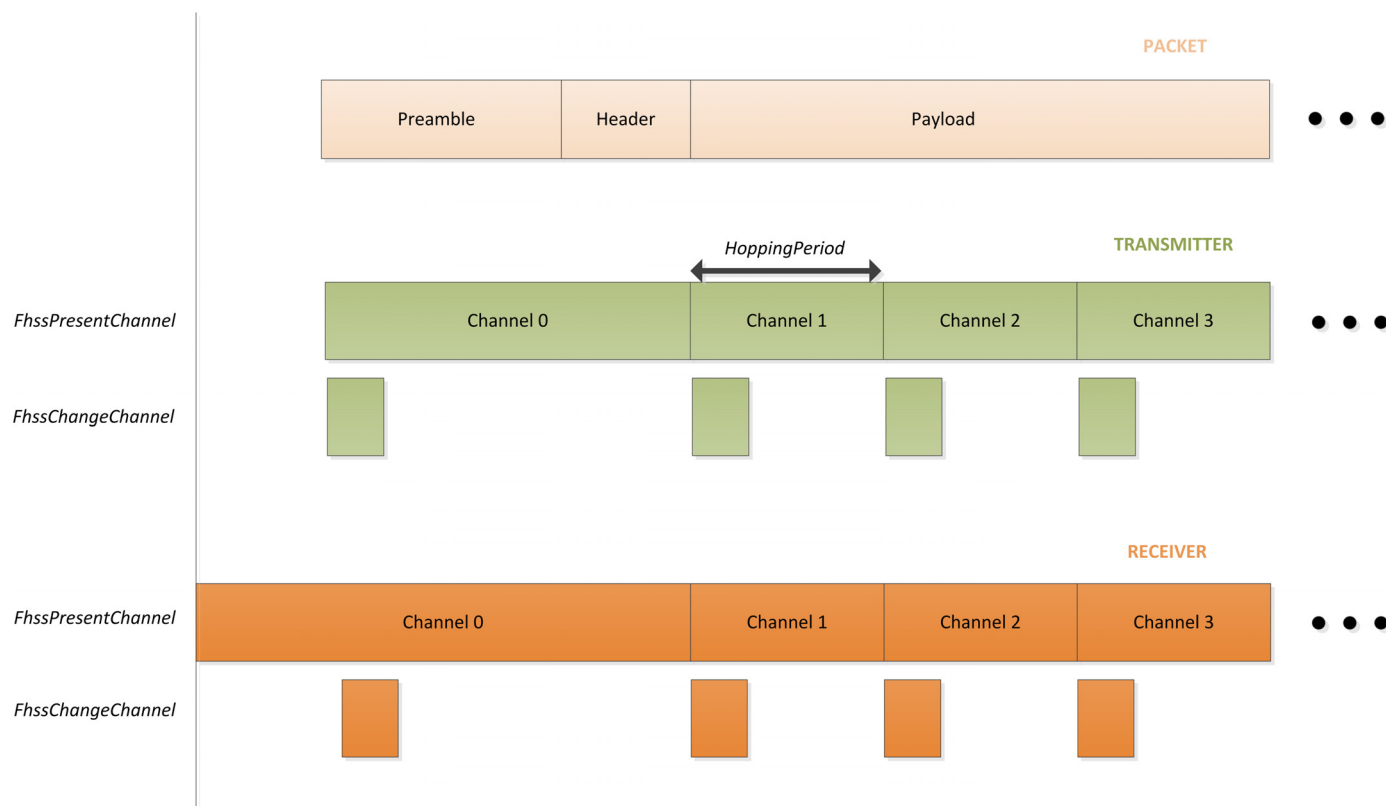 PACKET
Preamble Header Payload
TRANSMITTER
HoppingPeriod
FhssPresentChannel Channel 0 Channel 1 Channel 2 Channel 3
FhssChangeChannel
RECEIVER
FhssPresentChannel Channel 0 Channel 1 Channel 2 Channel 3
FhssChangeChannel